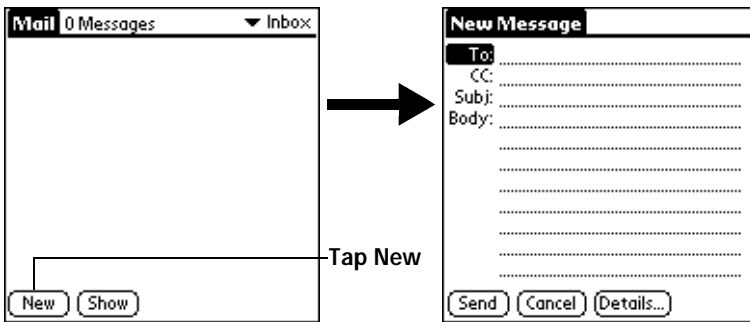 Mail 0 Messages Inbox
Tap New
New Show
New Message
To:
CC:
Subj:
Body:
Send Cancel Details...